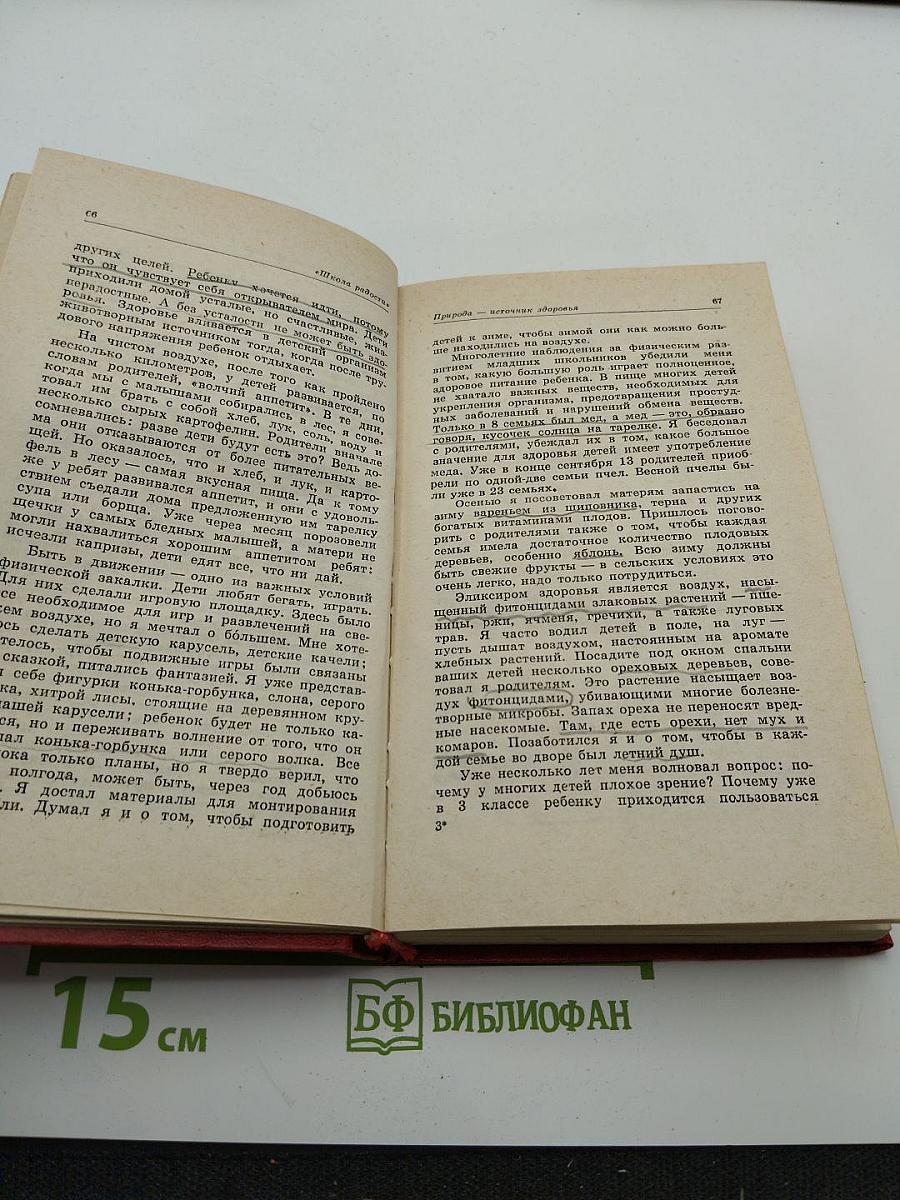 66
«Школа радости»
других целей. Ребенку хочется идти, потому
что он чувствует себя открывателем мира. Дети
приходили домой усталые, но счастливые, жиз-
нерадостные. А без усталости не может быть здо-
ровья. Здоровье вливается в детский организм
животворным источником тогда, когда после тру-
дового напряжения ребенок отдыхает.
На чистом воздухе, после того как пройдено
несколько километров, у детей развивается, по
словам родителей, «волчий аппетит». В те дни,
когда мы с малышами собирались в лес, я сове-
товал им брать с собой хлеб, лук, соль, воду и
несколько сырых картофелин. Родители вначале
сомневались: разве дети будут есть это? Ведь до-
ма они отказываются от более питательных ве-
щей. Но оказалось, что и хлеб, и лук, и карто-
фель в лесу — самая вкусная пища. Да к тому
же у ребят развивался аппетит, и они с удоволь-
ствием съедали дома предложенную им тарелку
супа или борща. Уже через месяц порозовели
щечки у самых бледных малышей, а матери не
могли нахвалиться хорошим аппетитом ребят:
исчезли капризы, дети едят все, что ни дай.
Быть в движении — одно из важных условий
физической закалки. Дети любят бегать, играть.
Для них сделали игровую площадку. Здесь было
все необходимое для игр и развлечений на све-
жем воздухе, но я мечтал о бо́льшем. Мне хоте-
лось сделать детскую карусель, детские качели;
хотелось, чтобы подвижные игры были связаны
сказкой, питались фантазией. Я уже представ-
себе фигурки конька-горбунка, слона, серого
хитрой лисы, стоящие на деревянном кру-
нашей карусели; ребенок будет не только ка-
ся, но и переживать волнение от того, что он
конька-горбунка или серого волка. Все
пока только планы, но я твердо верил, что
полгода, может быть, через год добьюсь
Я достал материалы для монтирования
Думал я и о том, чтобы подготовить
Природа — источник здоровья
67
детей к зиме, чтобы зимой они как можно боль-
ше находились на воздухе.
Многолетние наблюдения за физическим раз-
витием младших школьников убедили меня
в том, какую большую роль играет полноценное,
здоровое питание ребенка. В пище многих детей
не хватало важных веществ, необходимых для
укрепления организма, предотвращения простуд-
ных заболеваний и нарушений обмена веществ.
Только в 8 семьях был мед, а мед — это, образно
говоря, кусочек солнца на тарелке. Я беседовал
с родителями, убеждал их в том, какое большое
значение для здоровья детей имеет употребление
меда. Уже в конце сентября 13 родителей приоб-
рели по одной-две семьи пчел. Весной пчелы бы-
ли уже в 23 семьях.
Осенью я посоветовал матерям запастись на
зиму вареньем из шиповника, терна и других
богатых витаминами плодов. Пришлось погово-
рить с родителями также о том, чтобы каждая
семья имела достаточное количество плодовых
деревьев, особенно яблонь. Всю зиму должны
быть свежие фрукты — в сельских условиях это
очень легко, надо только потрудиться.
Эликсиром здоровья является воздух, насы-
щенный фитонцидами злаковых растений — пше-
ницы, ржи, ячменя, гречихи, а также луговых
трав. Я часто водил детей в поле, на луг —
пусть дышат воздухом, настоянным на аромате
хлебных растений. Посадите под окном спальни
ваших детей несколько ореховых деревьев, сове-
товал я родителям. Это растение насыщает воз-
дух фитонцидами, убивающими многие болезне-
творные микробы. Запах ореха не переносят вред-
ные насекомые. Там, где есть орехи, нет мух и
комаров. Позаботился я и о том, чтобы в каж-
дой семье во дворе был летний душ.
Уже несколько лет меня волновал вопрос: по-
чему у многих детей плохое зрение? Почему уже
в 3 классе ребенку приходится пользоваться
3*
15 см
БФ БИБЛИОФАН